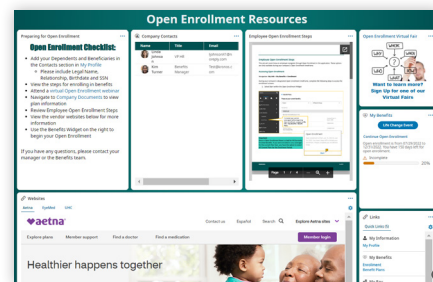 Open Enrollment Resources
Preparing for Open Enrollment
Open Enrollment Checklist:
Add your Dependents and Beneficiaries in
the Contacts section in My Profile
Please include Legal Name,
Relationship, Birthdate and SSN
View the steps for enrolling in benefits
Attend a virtual Open Enrollment webinar
Navigate to Company Documents to view
plan information
Review Employee Open Enrollment Steps
View the vendor websites below for more
information
Use the Benefits Widget on the right to
begin your Open Enrollment
If you have any questions, please contact your
manager or the Benefits team.
Company Contacts
Name Title Email
Employee Open Enrollment Steps
Page 1 / 4
Open Enrollment Virtual Fair
WHERE
WHY
Want to learn more?
Sign Up for one of our
Virtual Fairs
My Benefits
Life Change Event
Continue Open Enrollment
Incomplete
25%
Websites
Aetna EyeMed UHC
aetna
Contact us Español Search Explore Aetna sites
Explore plans Member support Find a doctor Find a medication Member login
Healthier happens together
Links
Quick Links
My Information
My Profile
My Benefits
Enrollment
Benefit Plans